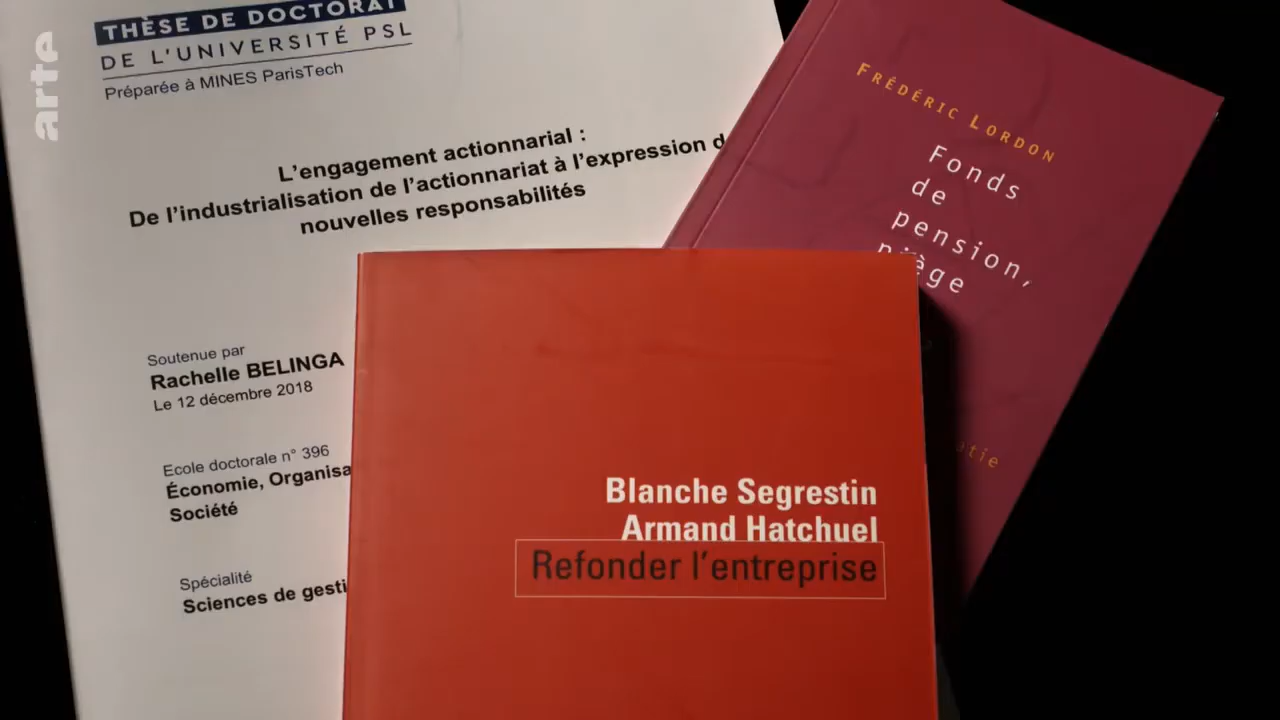 arte
THÈSE DE DOCTORAT
DE L'UNIVERSITÉ PSL
Préparée à MINES ParisTech
L'engagement actionnarial :
De l'industrialisation de l'actionnariat à l'expression
nouvelles responsabilités
Soutenue par
Rachelle BELINGA
Le 12 décembre 2018
Ecole doctorale n° 396
Économie, Organisa
Société
Spécialité
Sciences de gesti
FRÉDÉRIC LORDON
Fonds
de
pension,
piège
Blanche Segrestin
Armand Hatchuel
Refonder l'entreprise